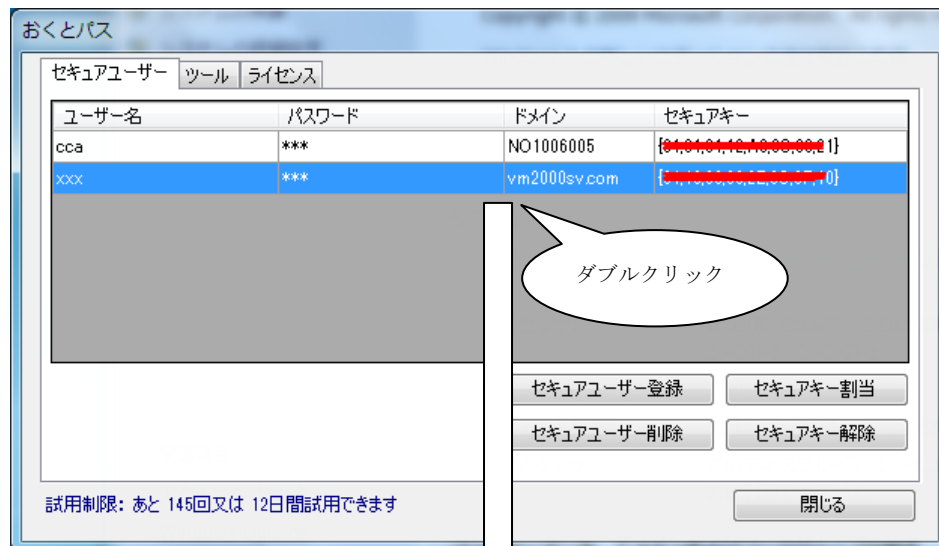 おくとパス
セキュアユーザー ツール ライセンス
ユーザー名 パスワード ドメイン セキュアキー
cca *** NO1006005 {21}
xxx *** vm2000sv.com {10}
ダブルクリック
セキュアユーザー登録 セキュアキー割当
セキュアユーザー削除 セキュアキー解除
試用制限: あと 145回又は 12日間試用できます 閉じる